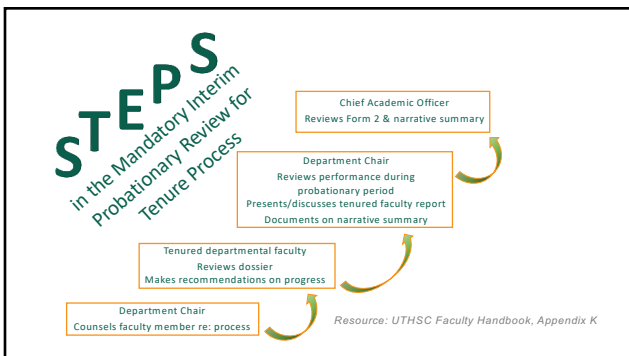 STEPS
in the Mandatory Interim
Probationary Review for
Tenure Process
Chief Academic Officer
Reviews Form 2 & narrative summary
Department Chair
Reviews performance during
probationary period
Presents/discusses tenured faculty report
Documents on narrative summary
Tenured departmental faculty
Reviews dossier
Makes recommendations on progress
Department Chair
Counsels faculty member re: process
Resource: UTHSC Faculty Handbook, Appendix K